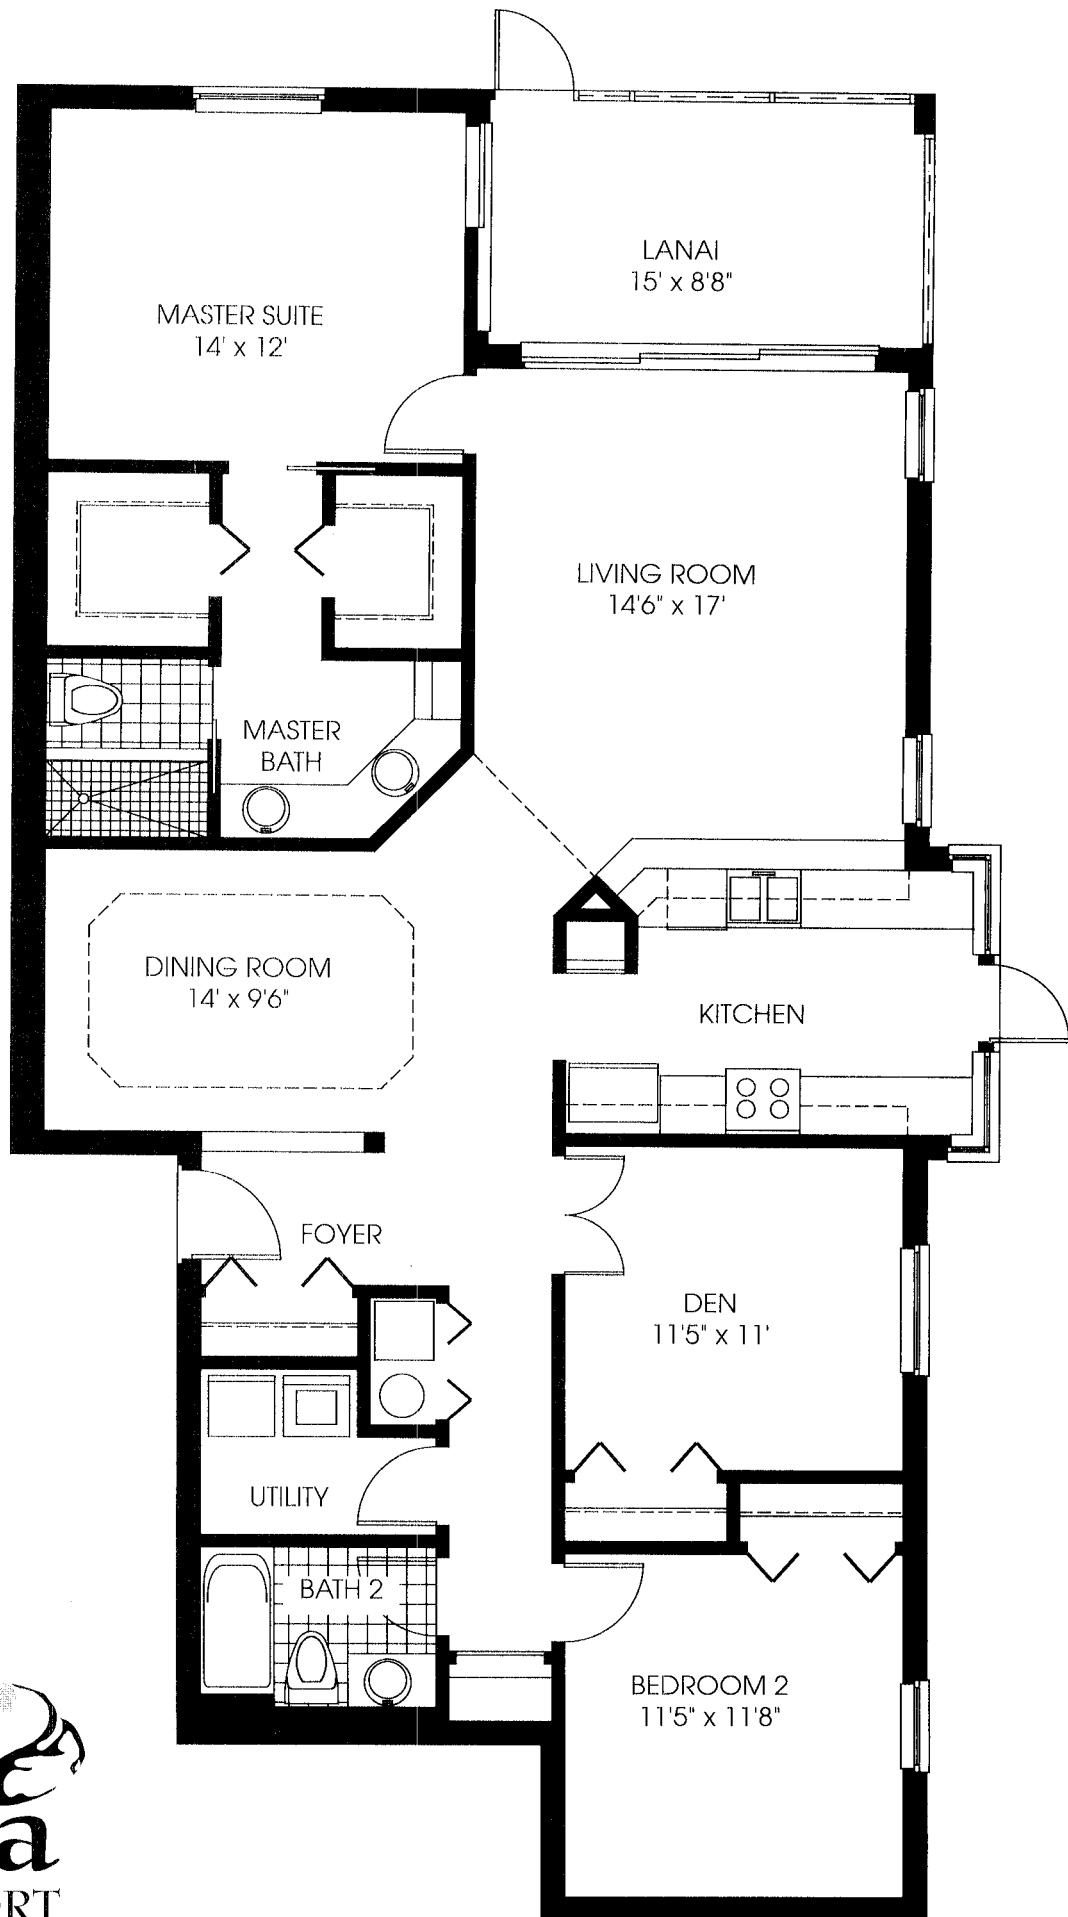 LANAI
15' x 8'8"
MASTER SUITE
14' x 12'
LIVING ROOM
14'6" x 17'
MASTER
BATH
DINING ROOM
14' x 9'6"
KITCHEN
FOYER
DEN
11'5" x 11'
UTILITY
BATH 2
BEDROOM 2
11'5" x 11'8"